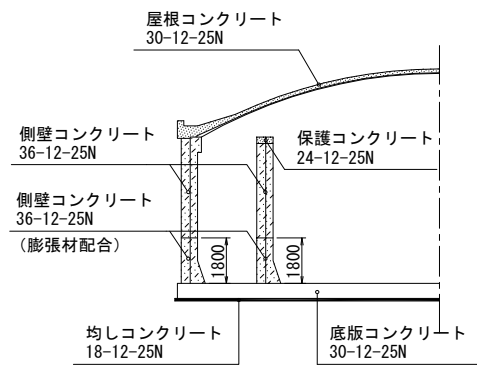 屋根コンクリート
30-12-25N
側壁コンクリート
36-12-25N
保護コンクリート
24-12-25N
側壁コンクリート
36-12-25N
（膨張材配合）
1800
1800
均しコンクリート
18-12-25N
底版コンクリート
30-12-25N